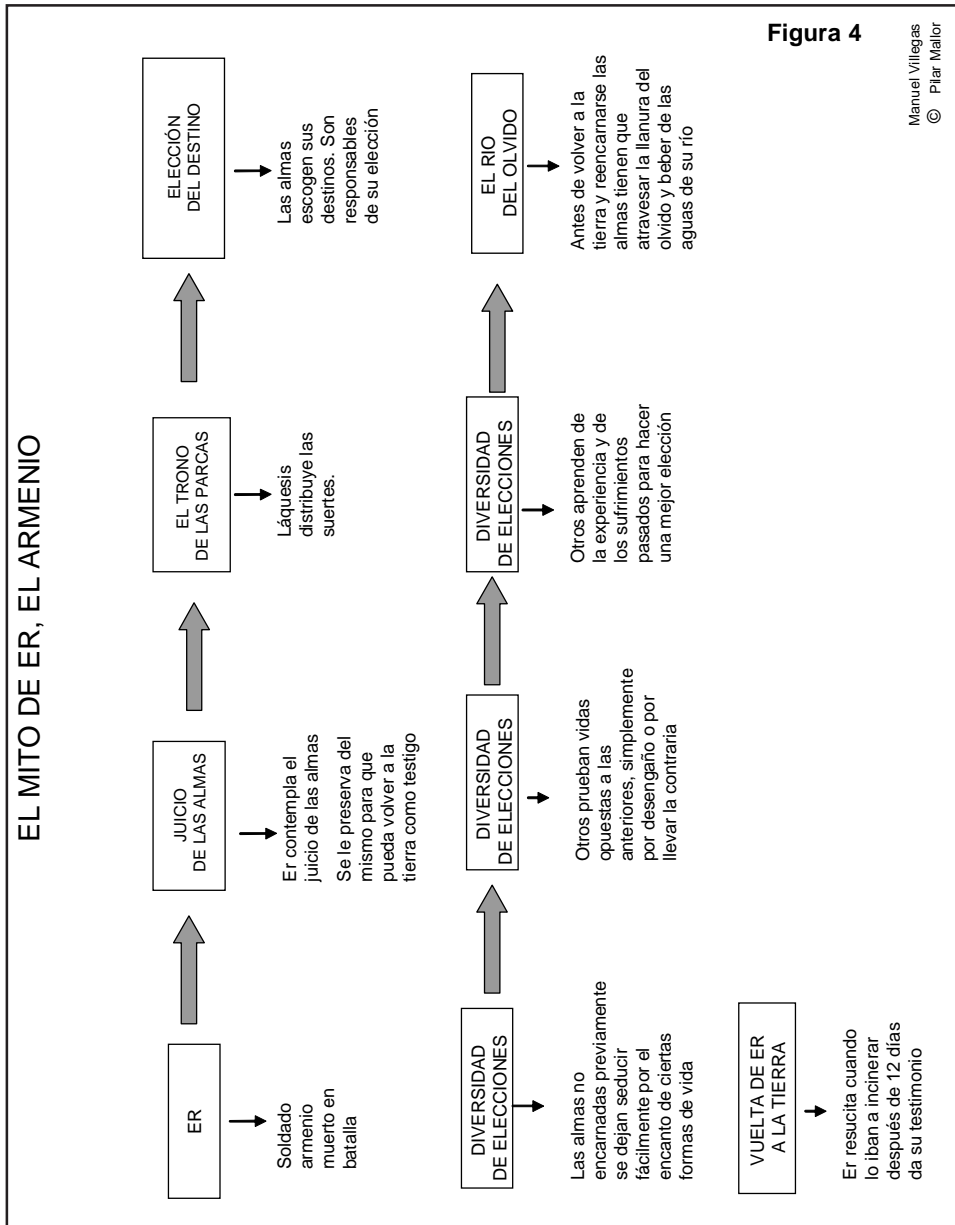 Figura 4
Manuel Villegas
© Pilar Mallor
EL MITO DE ER, EL ARMENIO
ER
Soldado
armenio
muerto en
batalla
JUICIO
DE LAS ALMAS
Er contempla el
juicio de las almas
Se le preserva del
mismo para que
pueda volver a la
tierra como testigo
EL TRONO
DE LAS PARCAS
Láquesis
distribuye las
suertes.
ELECCIÓN
DEL DESTINO
Las almas
escogen sus
destinos. Son
responsables
de su elección
DIVERSIDAD
DE ELECCIONES
Las almas no
encarnadas previamente
se dejan seducir
fácilmente por el
encanto de ciertas
formas de vida
DIVERSIDAD
DE ELECCIONES
Otros prueban vidas
opuestas a las
anteriores, simplemente
por desengaño o por
llevar la contraria
DIVERSIDAD
DE ELECCIONES
Otros aprenden de
la experiencia y de
los sufrimientos
pasados para hacer
una mejor elección
EL RIO
DEL OLVIDO
Antes de volver a la
tierra y reencarnarse las
almas tienen que
atravesar la llanura del
olvido y beber de las
aguas de su río
VUELTA DE ER
A LA TIERRA
Er resucita cuando
lo iban a incinerar
después de 12 días
da su testimonio